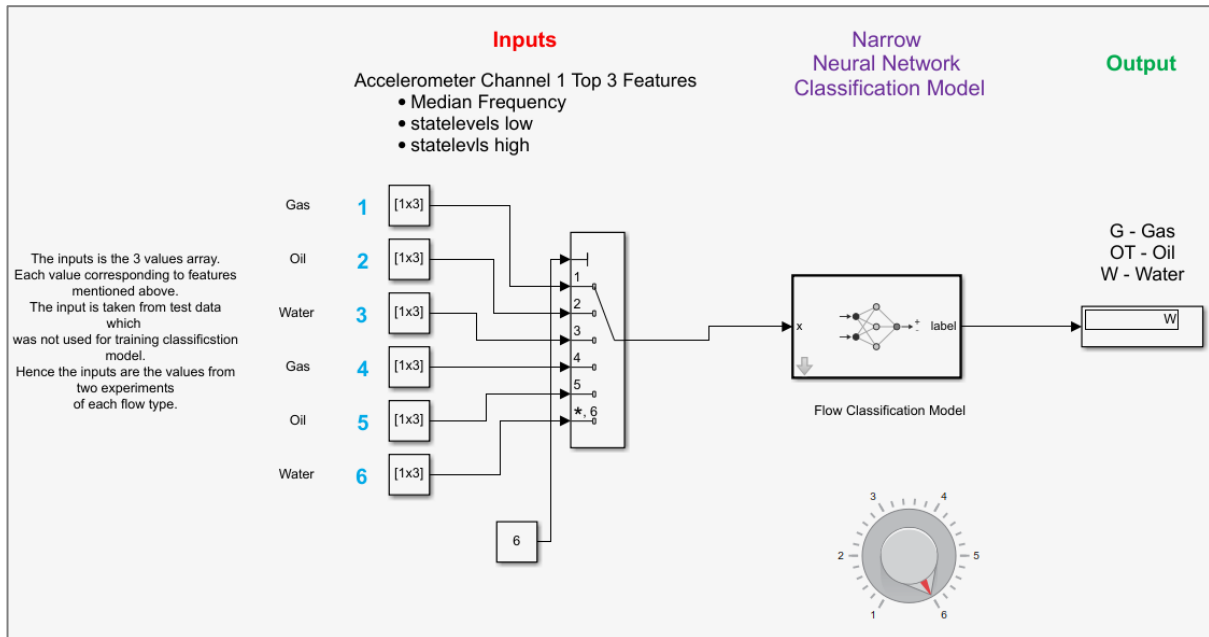 Inputs
Accelerometer Channel 1 Top 3 Features
• Median Frequency
• statelevels low
• statelevls high
Narrow
Neural Network
Classification Model
Output
The inputs is the 3 values array.
Each value corresponding to features
mentioned above.
The input is taken from test data
which
was not used for training classificstion
model.
Hence the inputs are the values from
two experiments
of each flow type.
Gas 1 [1x3]
Oil 2 [1x3]
Water 3 [1x3]
Gas 4 [1x3]
Oil 5 [1x3]
Water 6 [1x3]
1
2
3
4
5
*, 6
6
x
label
+
-
Flow Classification Model
G - Gas
OT - Oil
W - Water
W
1
2
3
4
5
6